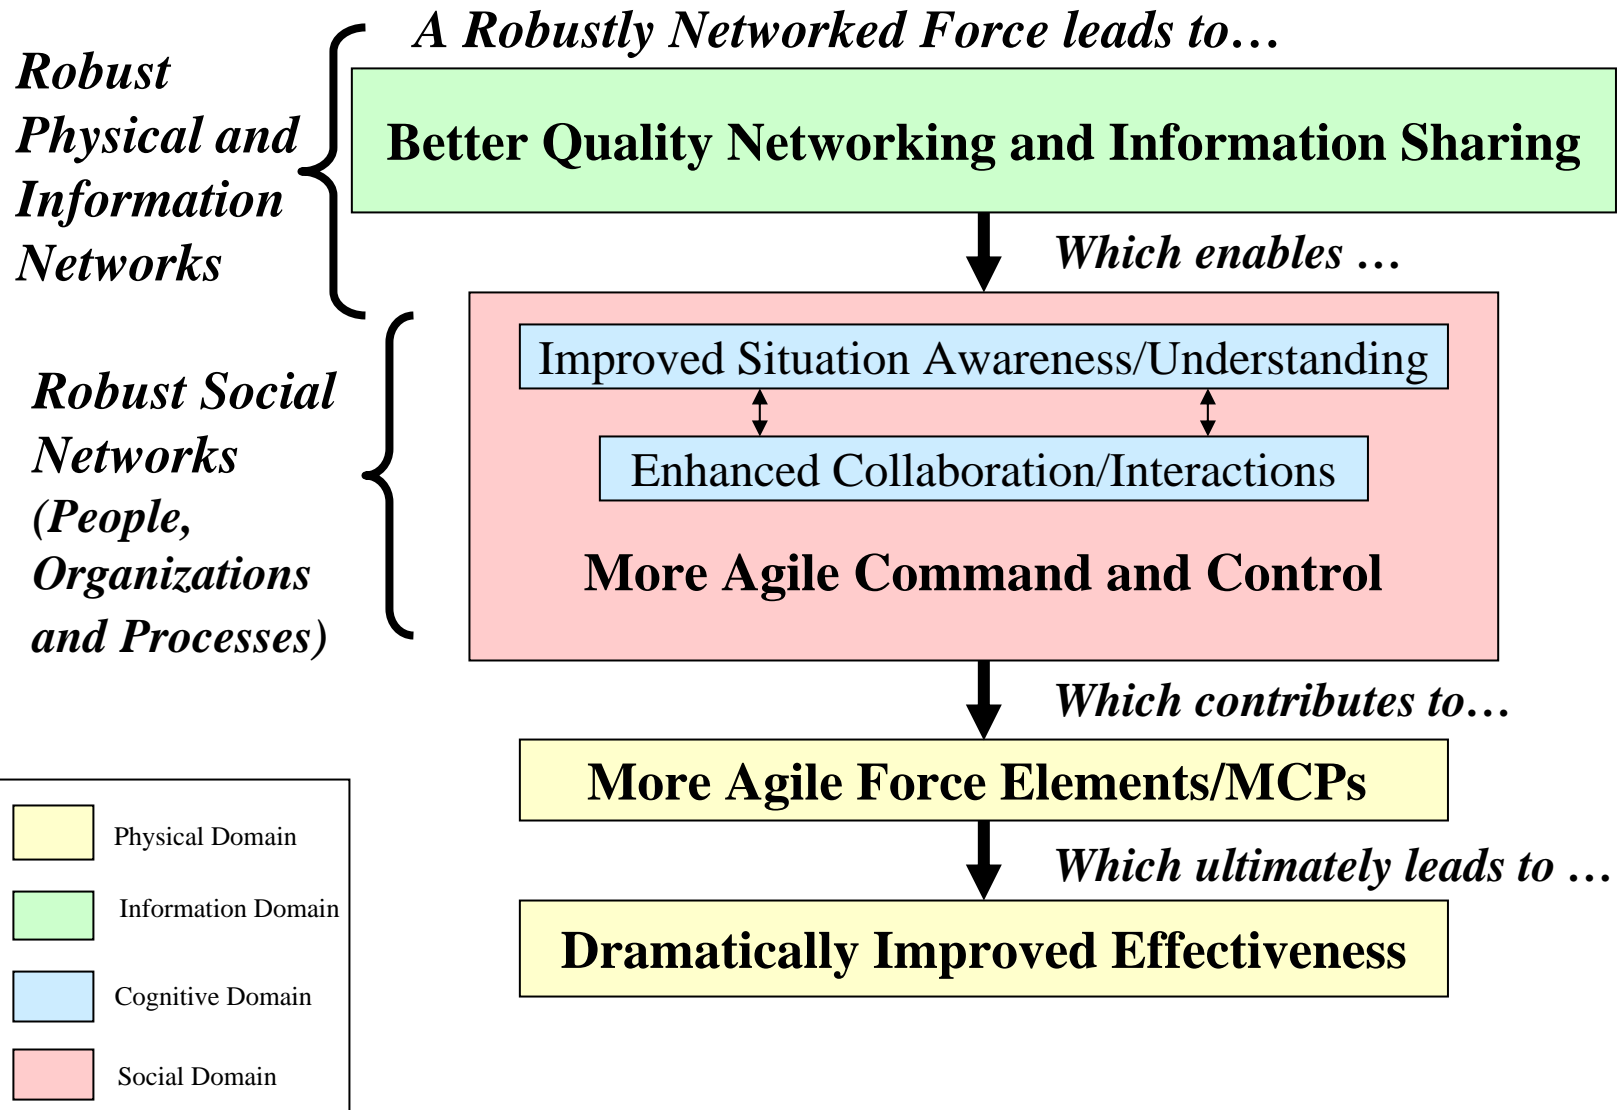 A Robustly Networked Force leads to…
Robust
Physical and
Information
Networks
Better Quality Networking and Information Sharing
Which enables …
Robust Social
Networks
(People,
Organizations
and Processes)
Improved Situation Awareness/Understanding
Enhanced Collaboration/Interactions
More Agile Command and Control
Which contributes to…
More Agile Force Elements/MCPs
Which ultimately leads to …
Dramatically Improved Effectiveness
Physical Domain
Information Domain
Cognitive Domain
Social Domain